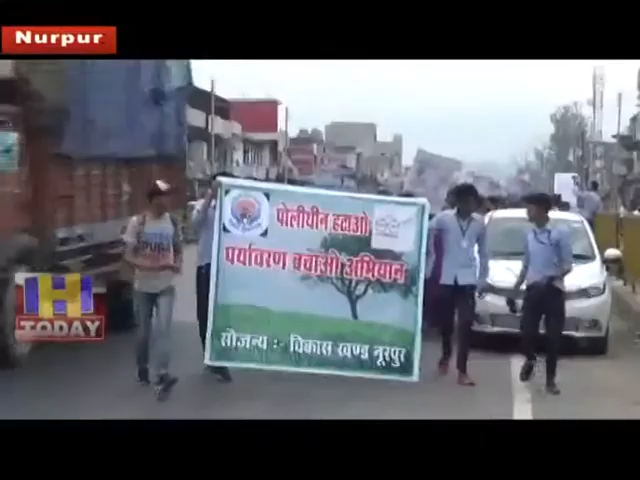 Nurpur
पोलीथीन हटाओ
पर्यावरण बचाओ अभियान
सौजन्य :- विकास खण्ड नूरपुर
H
TODAY